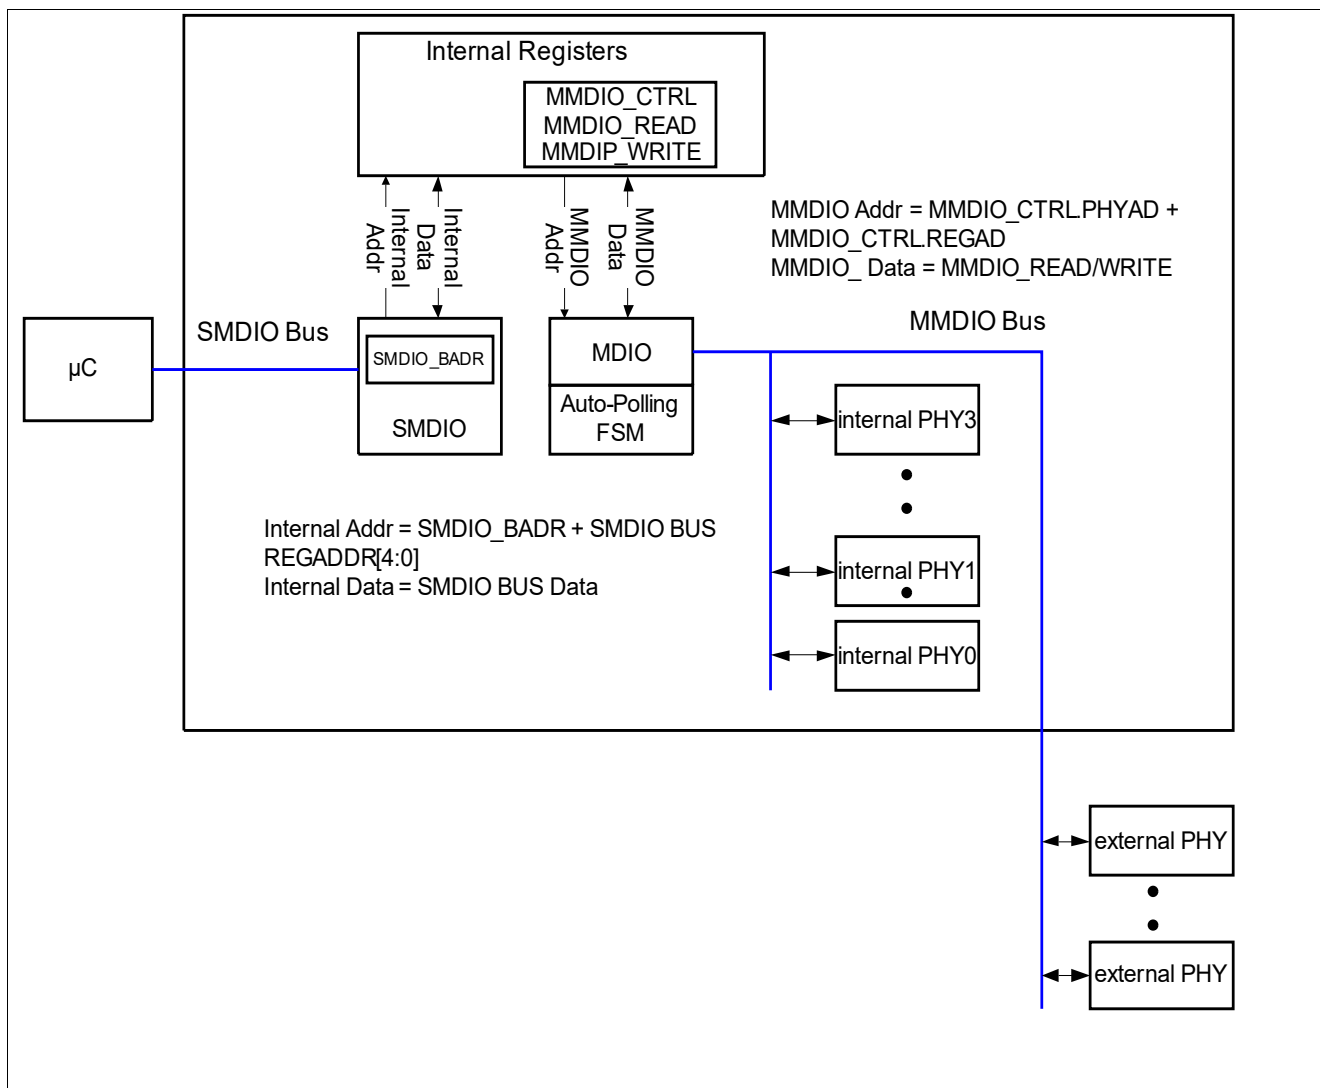 Internal Registers
MMDIO_CTRL
MMDIO_READ
MMDIP_WRITE
Internal
Addr
Internal
Data
MMDIO
Addr
MMDIO
Data
MMDIO Addr = MMDIO_CTRL.PHYAD +
MMDIO_CTRL.REGAD
MMDIO_ Data = MMDIO_READ/WRITE
SMDIO Bus
MMDIO Bus
µC
SMDIO_BADR
SMDIO
MDIO
Auto-Polling
FSM
internal PHY3
Internal Addr = SMDIO_BADR + SMDIO BUS
REGADDR[4:0]
Internal Data = SMDIO BUS Data
internal PHY1
internal PHY0
external PHY
external PHY